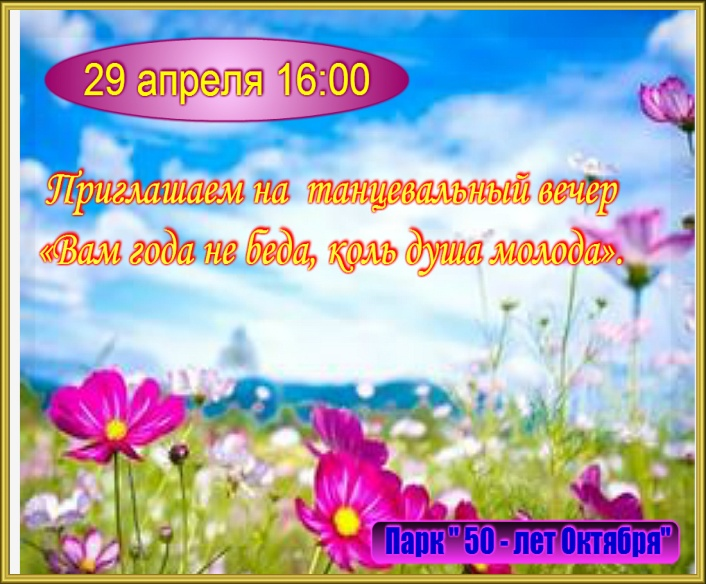 29 апреля 16:00
Приглашаем на танцевальный вечер
«Вам года не беда, коль душа молода».
Парк " 50 - лет Октября"